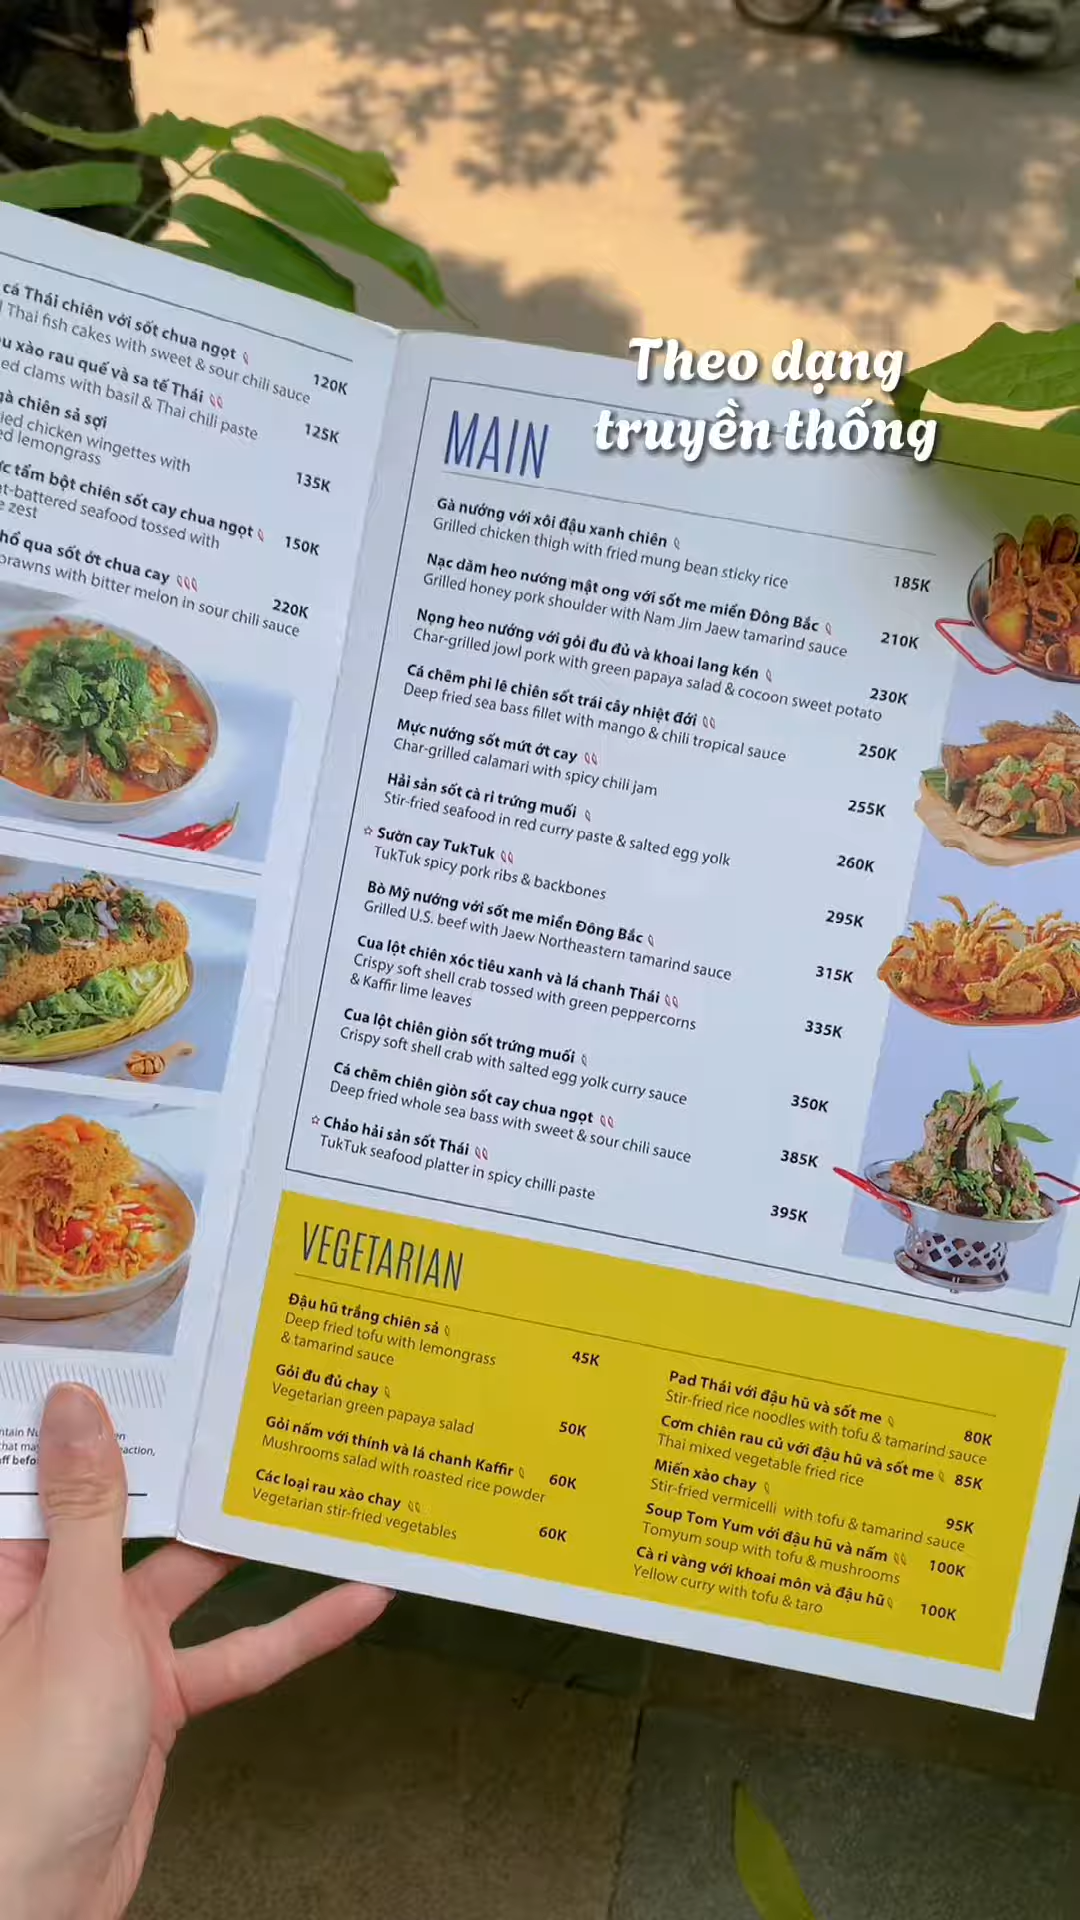 cá Thái chiên với sốt chua ngọt
Thai fish cakes with sweet & sour chili sauce
120K
xào rau quế và sa tế Thái
clams with basil & Thai chili paste
125K
chiên sả sợi
chicken wingettes with
lemongrass
135K
tẩm bột chiên sốt cay chua ngọt
battered seafood tossed with
zest
150K
hổ qua sốt ớt chua cay
prawns with bitter melon in sour chili sauce
220K
Theo dạng
truyền thống
MAIN
Gà nướng với xôi đậu xanh chiên
Grilled chicken thigh with fried mung bean sticky rice
185K
Nạc dăm heo nướng mật ong với sốt me miền Đông Bắc
Grilled honey pork shoulder with Nam Jim Jaew tamarind sauce
210K
Nọng heo nướng với gỏi đu đủ và khoai lang kén
Char-grilled jowl pork with green papaya salad & cocoon sweet potato
230K
Cá chẽm phi lê chiên sốt trái cây nhiệt đới
Deep fried sea bass fillet with mango & chili tropical sauce
250K
Mực nướng sốt mứt ớt cay
Char-grilled calamari with spicy chili jam
255K
Hải sản sốt cà ri trứng muối
Stir-fried seafood in red curry paste & salted egg yolk
260K
☆ Sườn cay TukTuk
TukTuk spicy pork ribs & backbones
295K
Bò Mỹ nướng với sốt me miền Đông Bắc
Grilled U.S. beef with Jaew Northeastern tamarind sauce
315K
Cua lột chiên xóc tiêu xanh và lá chanh Thái
Crispy soft shell crab tossed with green peppercorns
& Kaffir lime leaves
335K
Cua lột chiên giòn sốt trứng muối
Crispy soft shell crab with salted egg yolk curry sauce
350K
Cá chẽm chiên giòn sốt cay chua ngọt
Deep fried whole sea bass with sweet & sour chili sauce
385K
☆ Chảo hải sản sốt Thái
TukTuk seafood platter in spicy chilli paste
395K
VEGETARIAN
Đậu hũ trắng chiên sả
Deep fried tofu with lemongrass
& tamarind sauce
45K
Gỏi đu đủ chay
Vegetarian green papaya salad
50K
Gỏi nấm với thính và lá chanh Kaffir
Mushrooms salad with roasted rice powder
60K
Các loại rau xào chay
Vegetarian stir-fried vegetables
60K
Pad Thái với đậu hũ và sốt me
Stir-fried rice noodles with tofu & tamarind sauce
80K
Cơm chiên rau củ với đậu hũ và sốt me
Thai mixed vegetable fried rice
85K
Miến xào chay
Stir-fried vermicelli with tofu & tamarind sauce
95K
Soup Tom Yum với đậu hũ và nấm
Tomyum soup with tofu & mushrooms
100K
Cà ri vàng với khoai môn và đậu hũ
Yellow curry with tofu & taro
100K